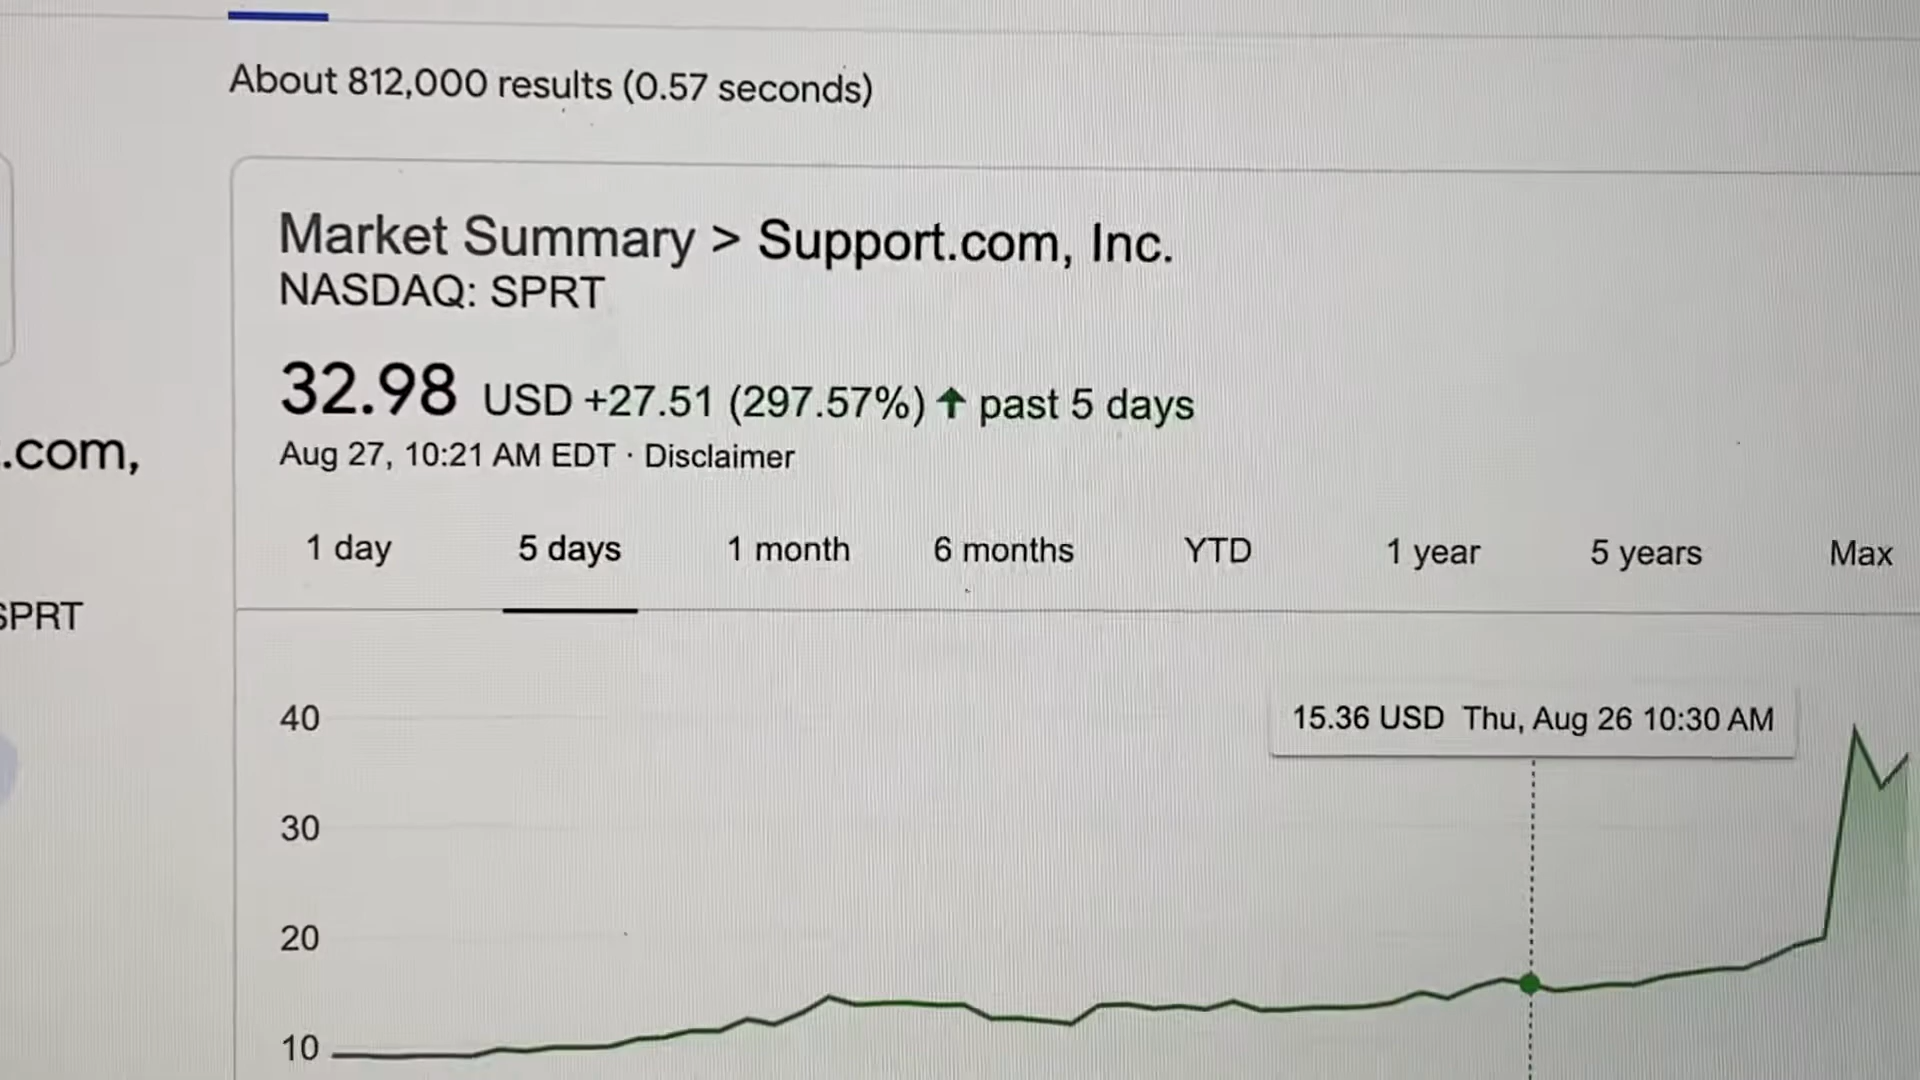 About 812,000 results (0.57 seconds)
Market Summary > Support.com, Inc.
NASDAQ: SPRT
32.98 USD +27.51 (297.57%) ↑ past 5 days
Aug 27, 10:21 AM EDT · Disclaimer
.com,
SPRT
1 day 5 days 1 month 6 months YTD 1 year 5 years Max
15.36 USD Thu, Aug 26 10:30 AM
40
30
20
10